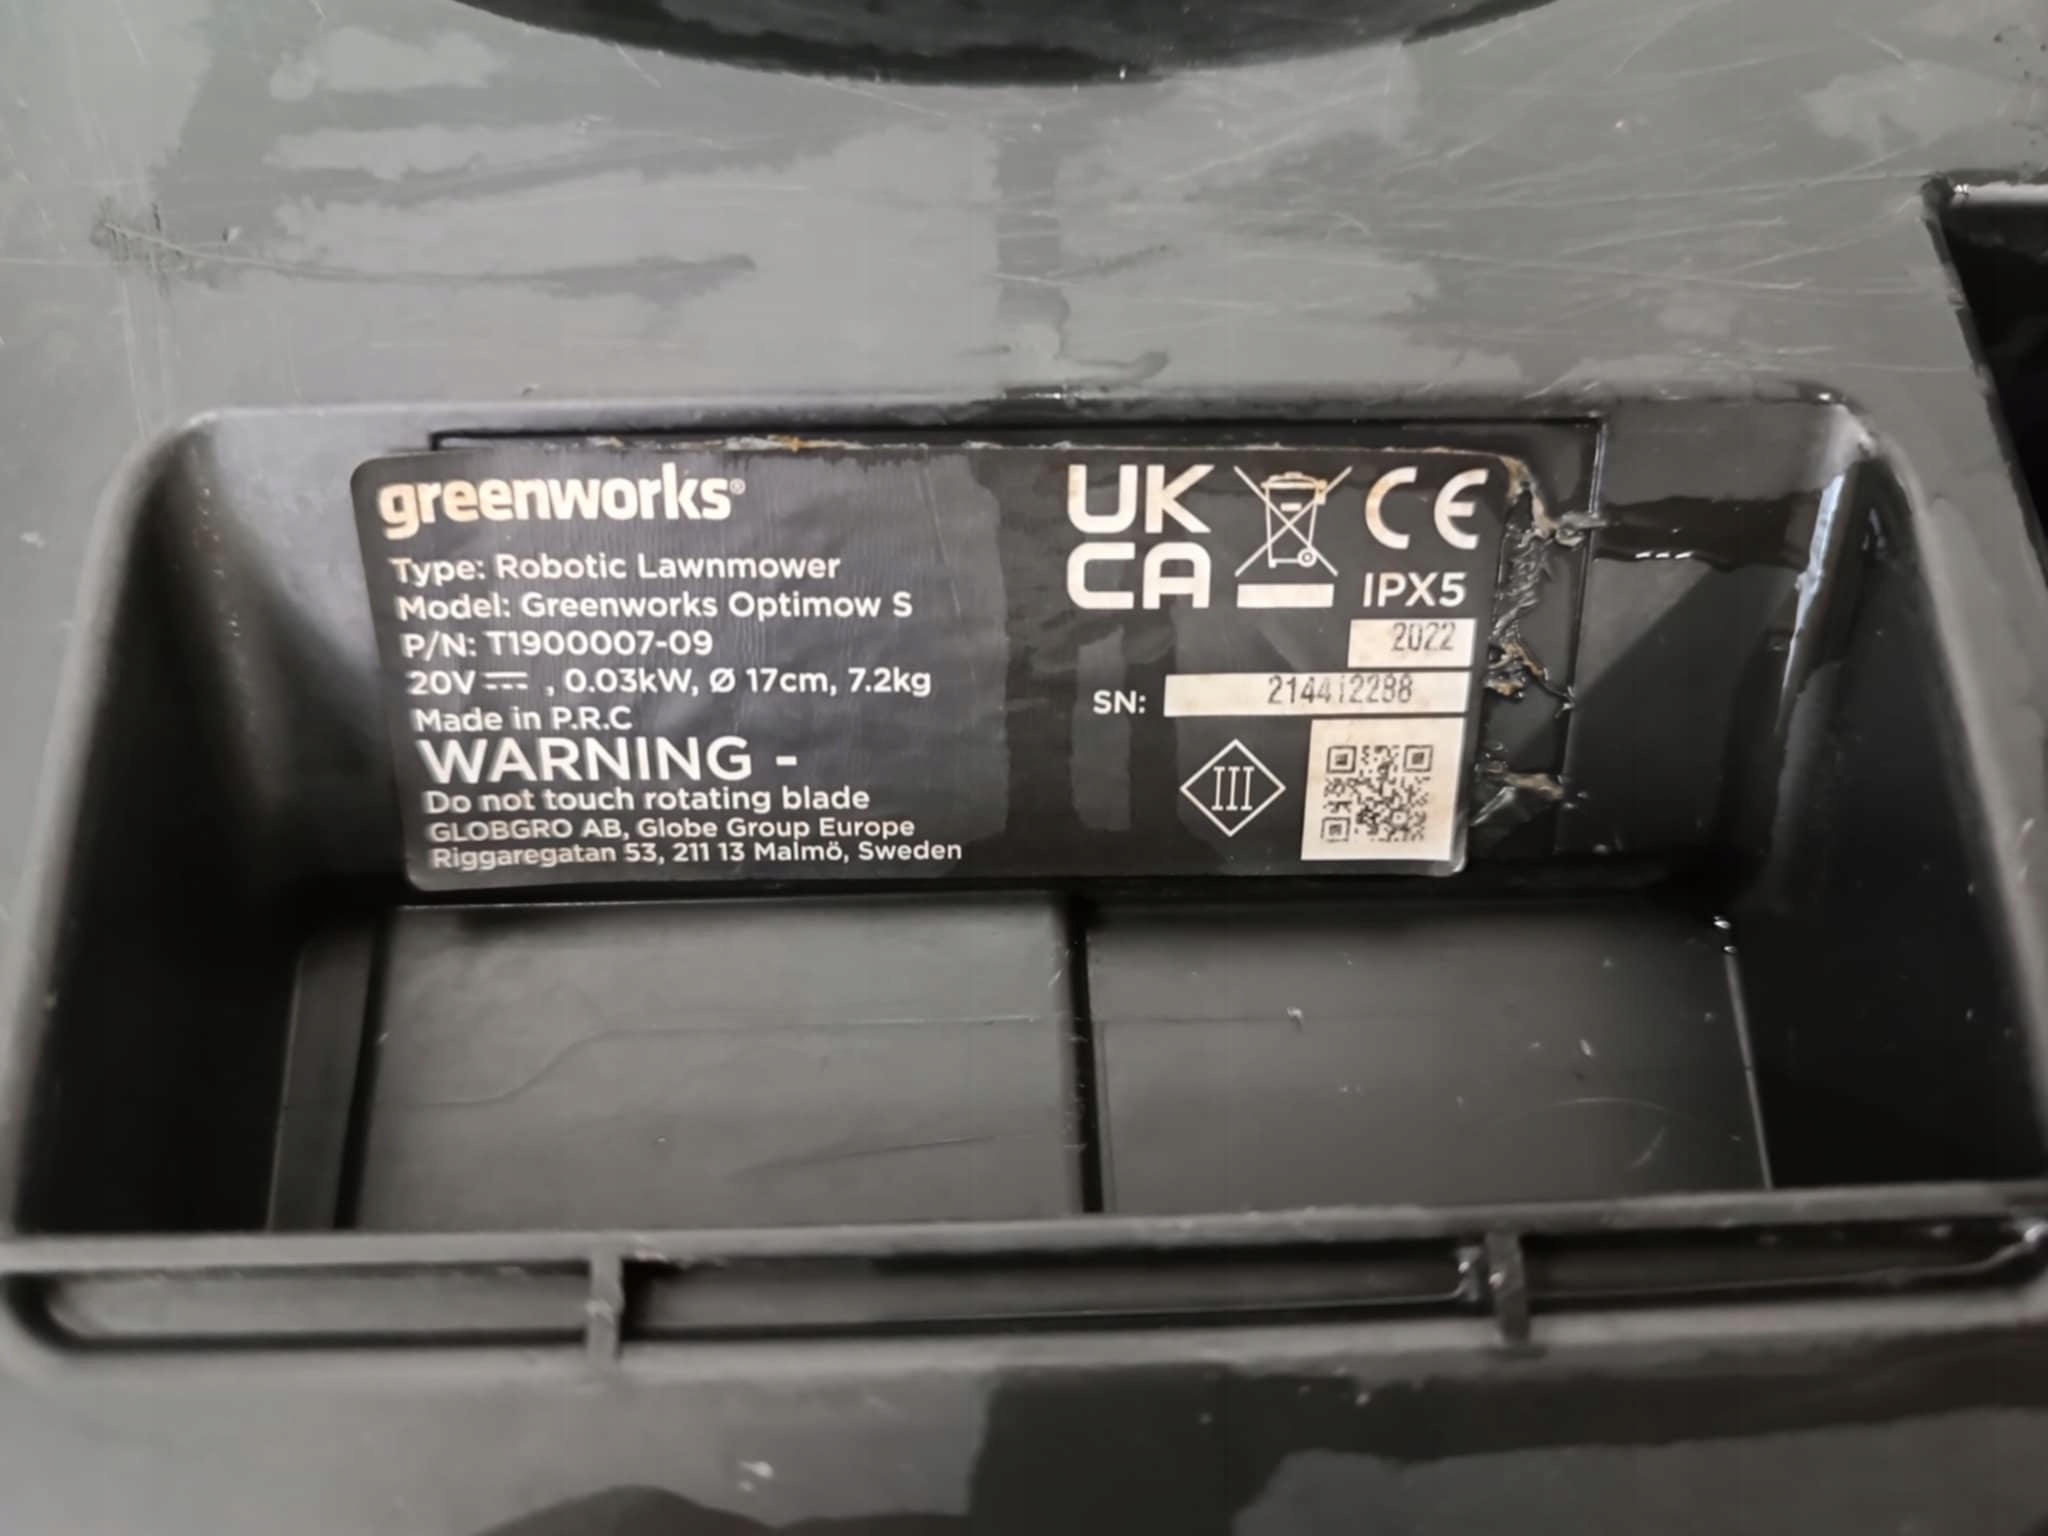 greenworks®
Type: Robotic Lawnmower
Model: Greenworks Optimow S
P/N: T1900007-09
20V ⎓ , 0.03kW, Ø 17cm, 7.2kg
Made in P.R.C
WARNING -
Do not touch rotating blade
GLOBGRO AB, Globe Group Europe
Riggaregatan 53, 211 13 Malmö, Sweden
UK
CA
CE
IPX5
2022
SN: 214412288
III